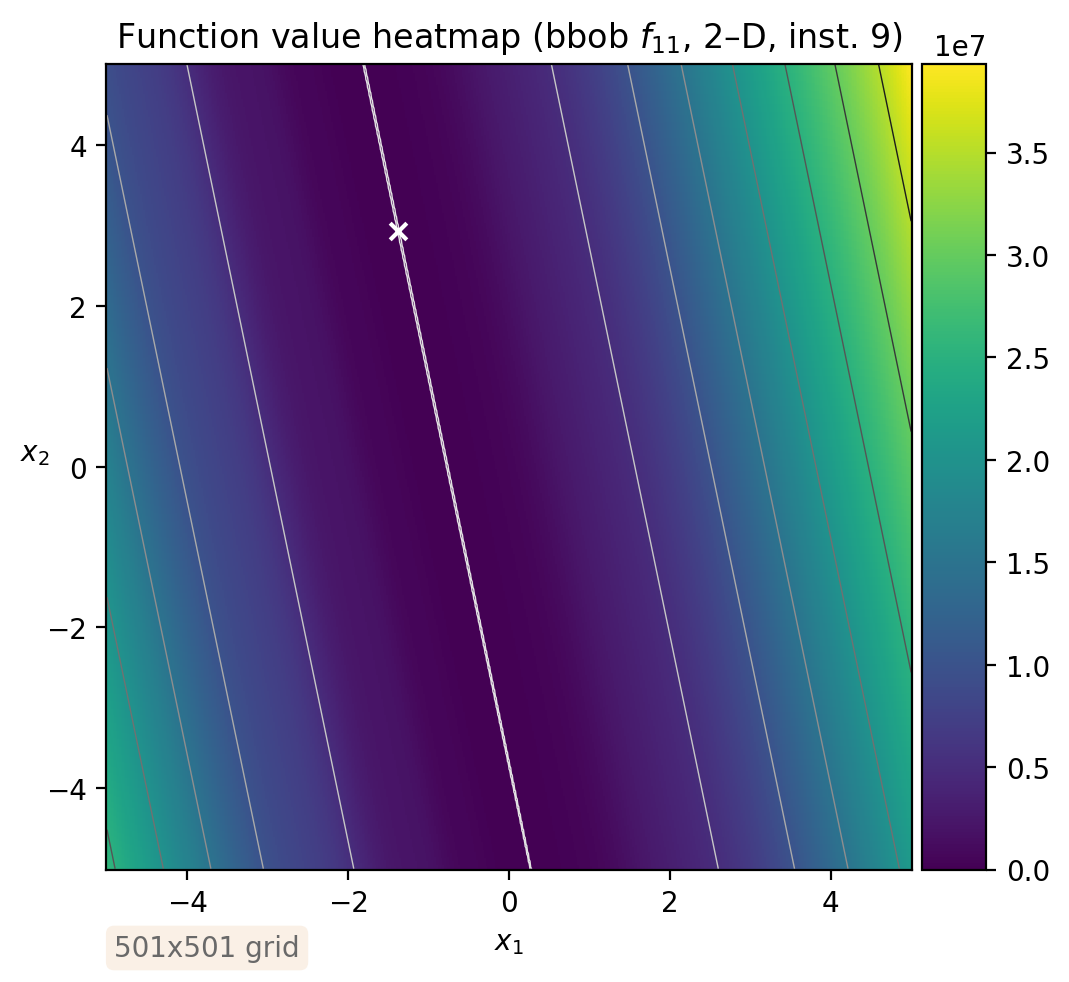 Function value heatmap (bbob f₁₁, 2–D, inst. 9)
1e7
4
2
0
−2
−4
x₂
3.5
3.0
2.5
2.0
1.5
1.0
0.5
0.0
−4 −2 0 2 4
x₁
501x501 grid